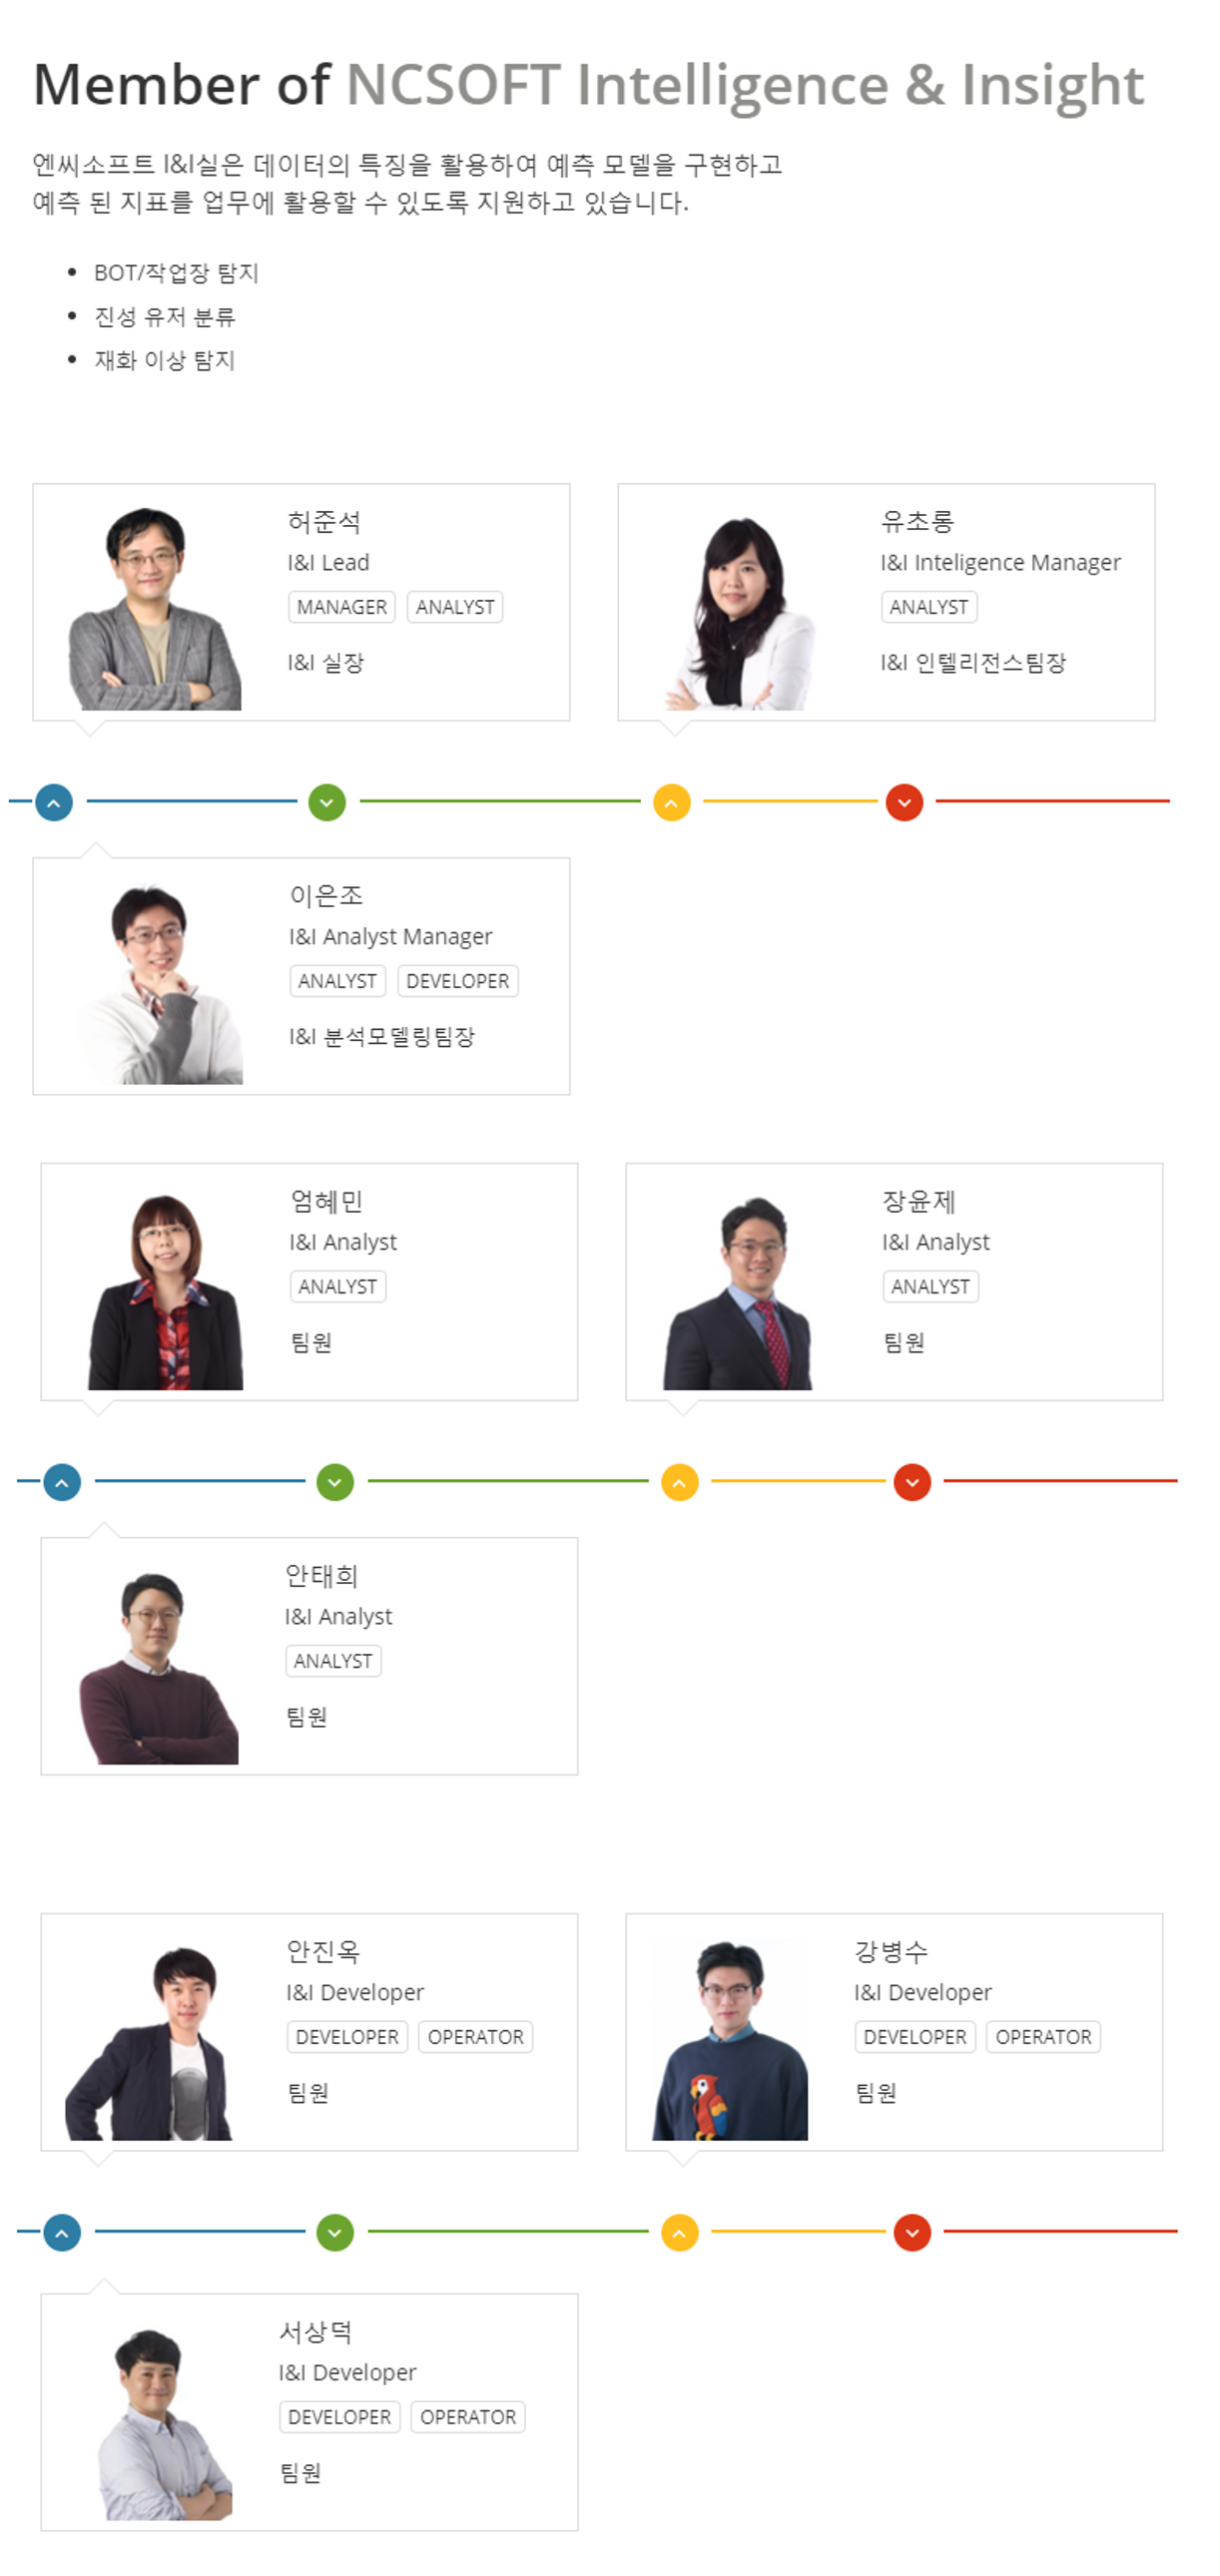 Member of NCSOFT Intelligence & Insight
엔씨소프트 I&I실은 데이터의 특징을 활용하여 예측 모델을 구현하고
예측 된 지표를 업무에 활용할 수 있도록 지원하고 있습니다.
• BOT/작업장 탐지
• 진성 유저 분류
• 재화 이상 탐지
허준석
I&I Lead
MANAGER ANALYST
I&I 실장
유초롱
I&I Inteligence Manager
ANALYST
I&I 인텔리전스팀장
이은조
I&I Analyst Manager
ANALYST DEVELOPER
I&I 분석모델링팀장
엄혜민
I&I Analyst
ANALYST
팀원
장윤제
I&I Analyst
ANALYST
팀원
안태희
I&I Analyst
ANALYST
팀원
안진옥
I&I Developer
DEVELOPER OPERATOR
팀원
강병수
I&I Developer
DEVELOPER OPERATOR
팀원
서상덕
I&I Developer
DEVELOPER OPERATOR
팀원